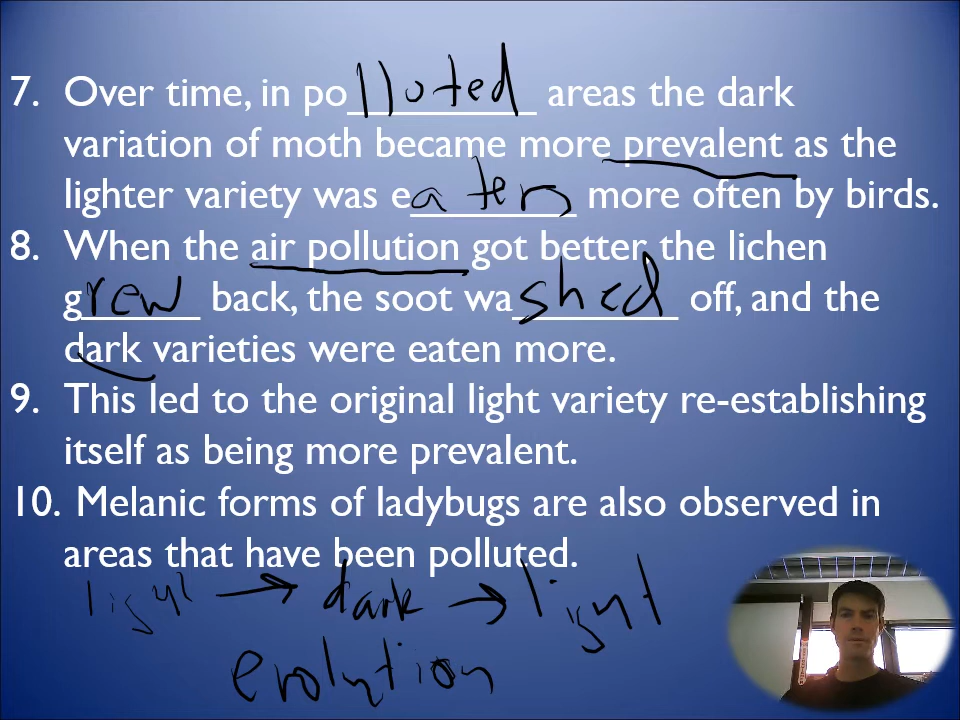 7. Over time, in polluted areas the dark
variation of moth became more prevalent as the
lighter variety was eaten more often by birds.
8. When the air pollution got better, the lichen
grew back, the soot washed off, and the
dark varieties were eaten more.
9. This led to the original light variety re-establishing
itself as being more prevalent.
10. Melanic forms of ladybugs are also observed in
areas that have been polluted.
light → dark → light
evolution